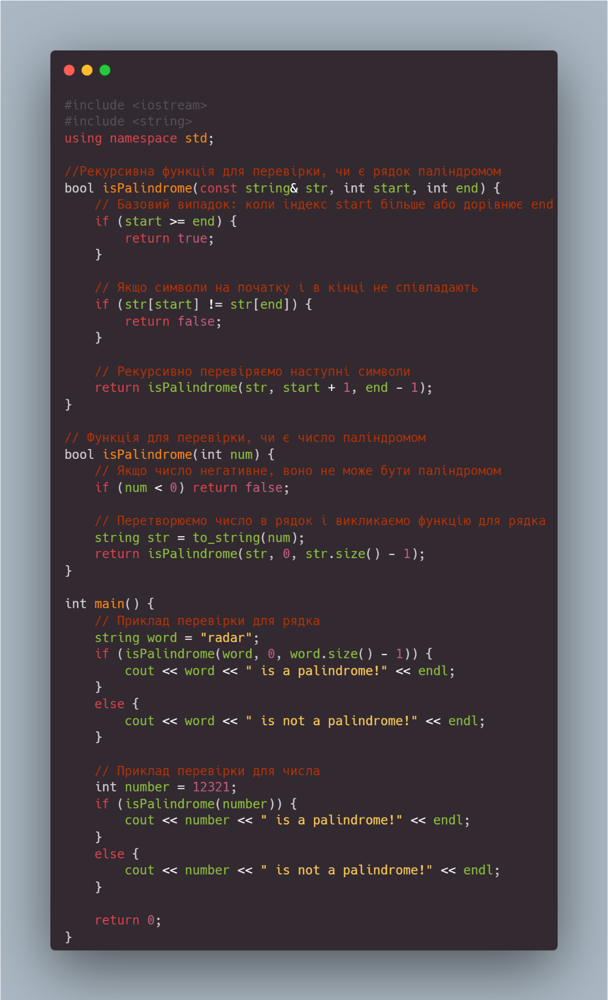 #include <iostream>
#include <string>
using namespace std;

//Рекурсивна функція для перевірки, чи є рядок паліндромом
bool isPalindrome(const string& str, int start, int end) {
    // Базовий випадок: коли індекс start більше або дорівнює end
    if (start >= end) {
        return true;
    }

    // Якщо символи на початку і в кінці не співпадають
    if (str[start] != str[end]) {
        return false;
    }

    // Рекурсивно перевіряємо наступні символи
    return isPalindrome(str, start + 1, end - 1);
}

// Функція для перевірки, чи є число паліндромом
bool isPalindrome(int num) {
    // Якщо число негативне, воно не може бути паліндромом
    if (num < 0) return false;

    // Перетворюємо число в рядок і викликаємо функцію для рядка
    string str = to_string(num);
    return isPalindrome(str, 0, str.size() - 1);
}

int main() {
    // Приклад перевірки для рядка
    string word = "radar";
    if (isPalindrome(word, 0, word.size() - 1)) {
        cout << word << " is a palindrome!" << endl;
    }
    else {
        cout << word << " is not a palindrome!" << endl;
    }

    // Приклад перевірки для числа
    int number = 12321;
    if (isPalindrome(number)) {
        cout << number << " is a palindrome!" << endl;
    }
    else {
        cout << number << " is not a palindrome!" << endl;
    }

    return 0;
}